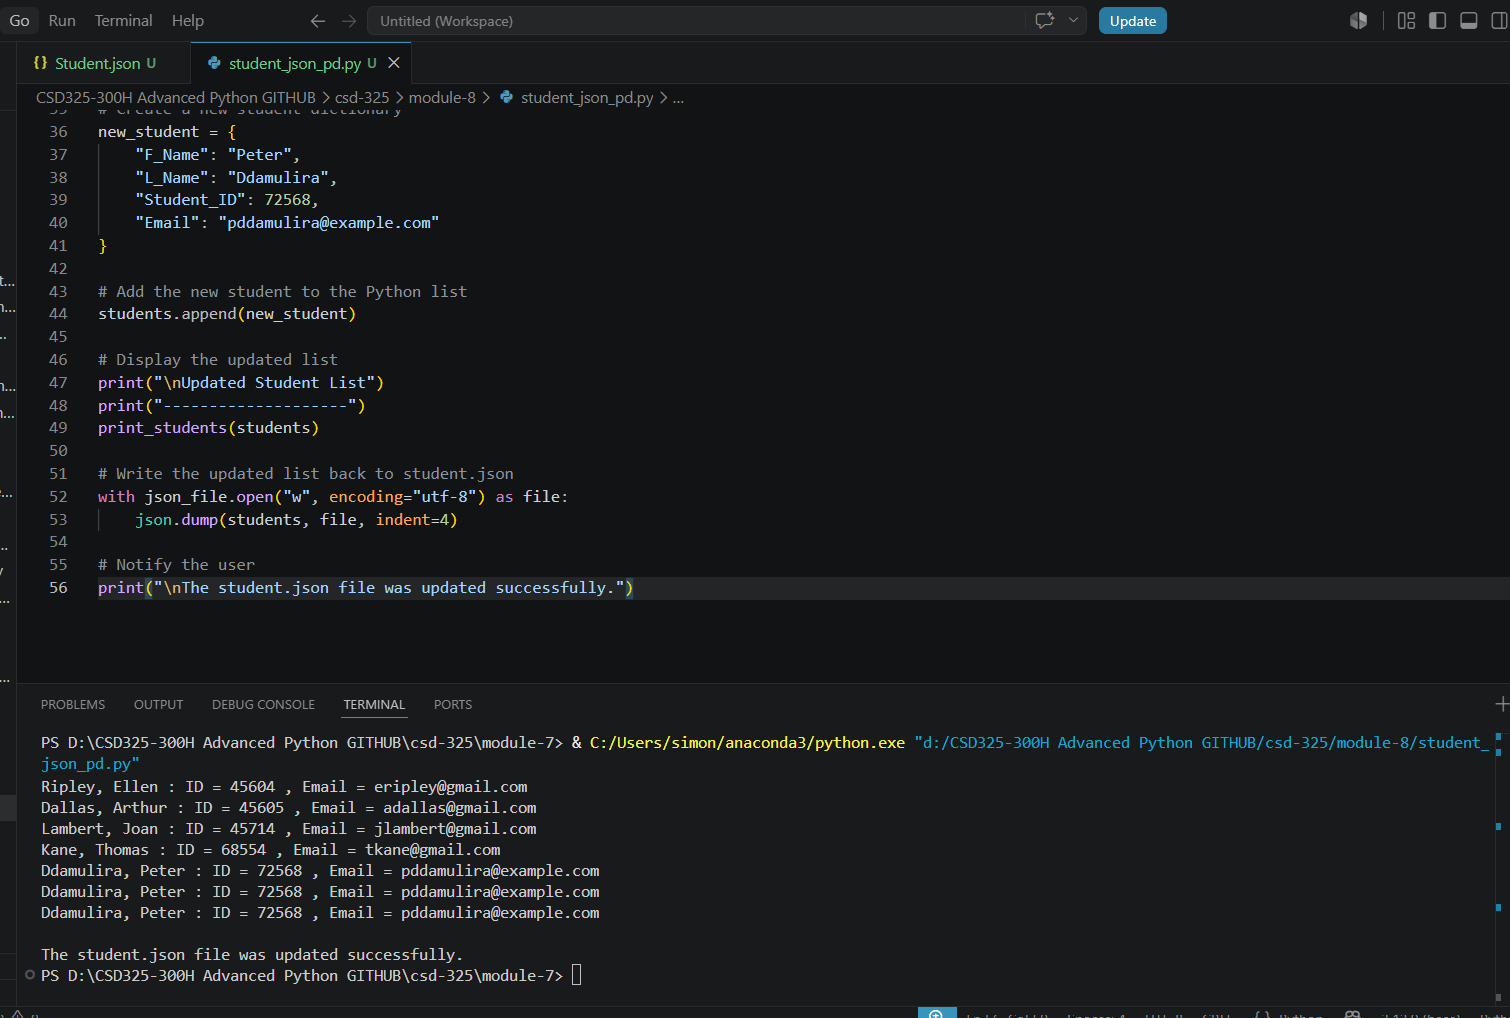 Go Run Terminal Help Untitled (Workspace) Update
{} Student.json U student_json_pd.py U
CSD325-300H Advanced Python GITHUB > csd-325 > module-8 > student_json_pd.py > ...
35 # Create a new student dictionary
36 new_student = {
37 "F_Name": "Peter",
38 "L_Name": "Ddamulira",
39 "Student_ID": 72568,
40 "Email": "pddamulira@example.com"
41 }
42
43 # Add the new student to the Python list
44 students.append(new_student)
45
46 # Display the updated list
47 print("\nUpdated Student List")
48 print("--------------------")
49 print_students(students)
50
51 # Write the updated list back to student.json
52 with json_file.open("w", encoding="utf-8") as file:
53 json.dump(students, file, indent=4)
54
55 # Notify the user
56 print("\nThe student.json file was updated successfully.")
PROBLEMS OUTPUT DEBUG CONSOLE TERMINAL PORTS
PS D:\CSD325-300H Advanced Python GITHUB\csd-325\module-7> & C:/Users/simon/anaconda3/python.exe "d:/CSD325-300H Advanced Python GITHUB/csd-325/module-8/student_
json_pd.py"
Ripley, Ellen : ID = 45604 , Email = eripley@gmail.com
Dallas, Arthur : ID = 45605 , Email = adallas@gmail.com
Lambert, Joan : ID = 45714 , Email = jlambert@gmail.com
Kane, Thomas : ID = 68554 , Email = tkane@gmail.com
Ddamulira, Peter : ID = 72568 , Email = pddamulira@example.com
Ddamulira, Peter : ID = 72568 , Email = pddamulira@example.com
Ddamulira, Peter : ID = 72568 , Email = pddamulira@example.com
The student.json file was updated successfully.
PS D:\CSD325-300H Advanced Python GITHUB\csd-325\module-7>